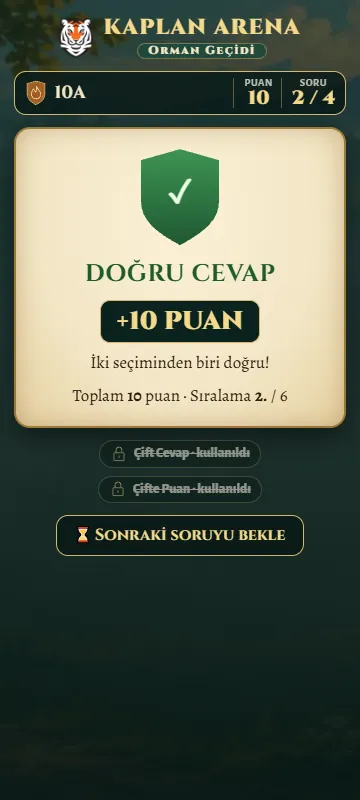 KAPLAN ARENA
Orman Geçidi
10A
PUAN
10
SORU
2 / 4
✓
DOĞRU CEVAP
+10 PUAN
İki seçiminden biri doğru!
Toplam 10 puan · Sıralama 2. / 6
Çift Cevap · kullanıldı
Çifte Puan · kullanıldı
⏳ Sonraki soruyu bekle